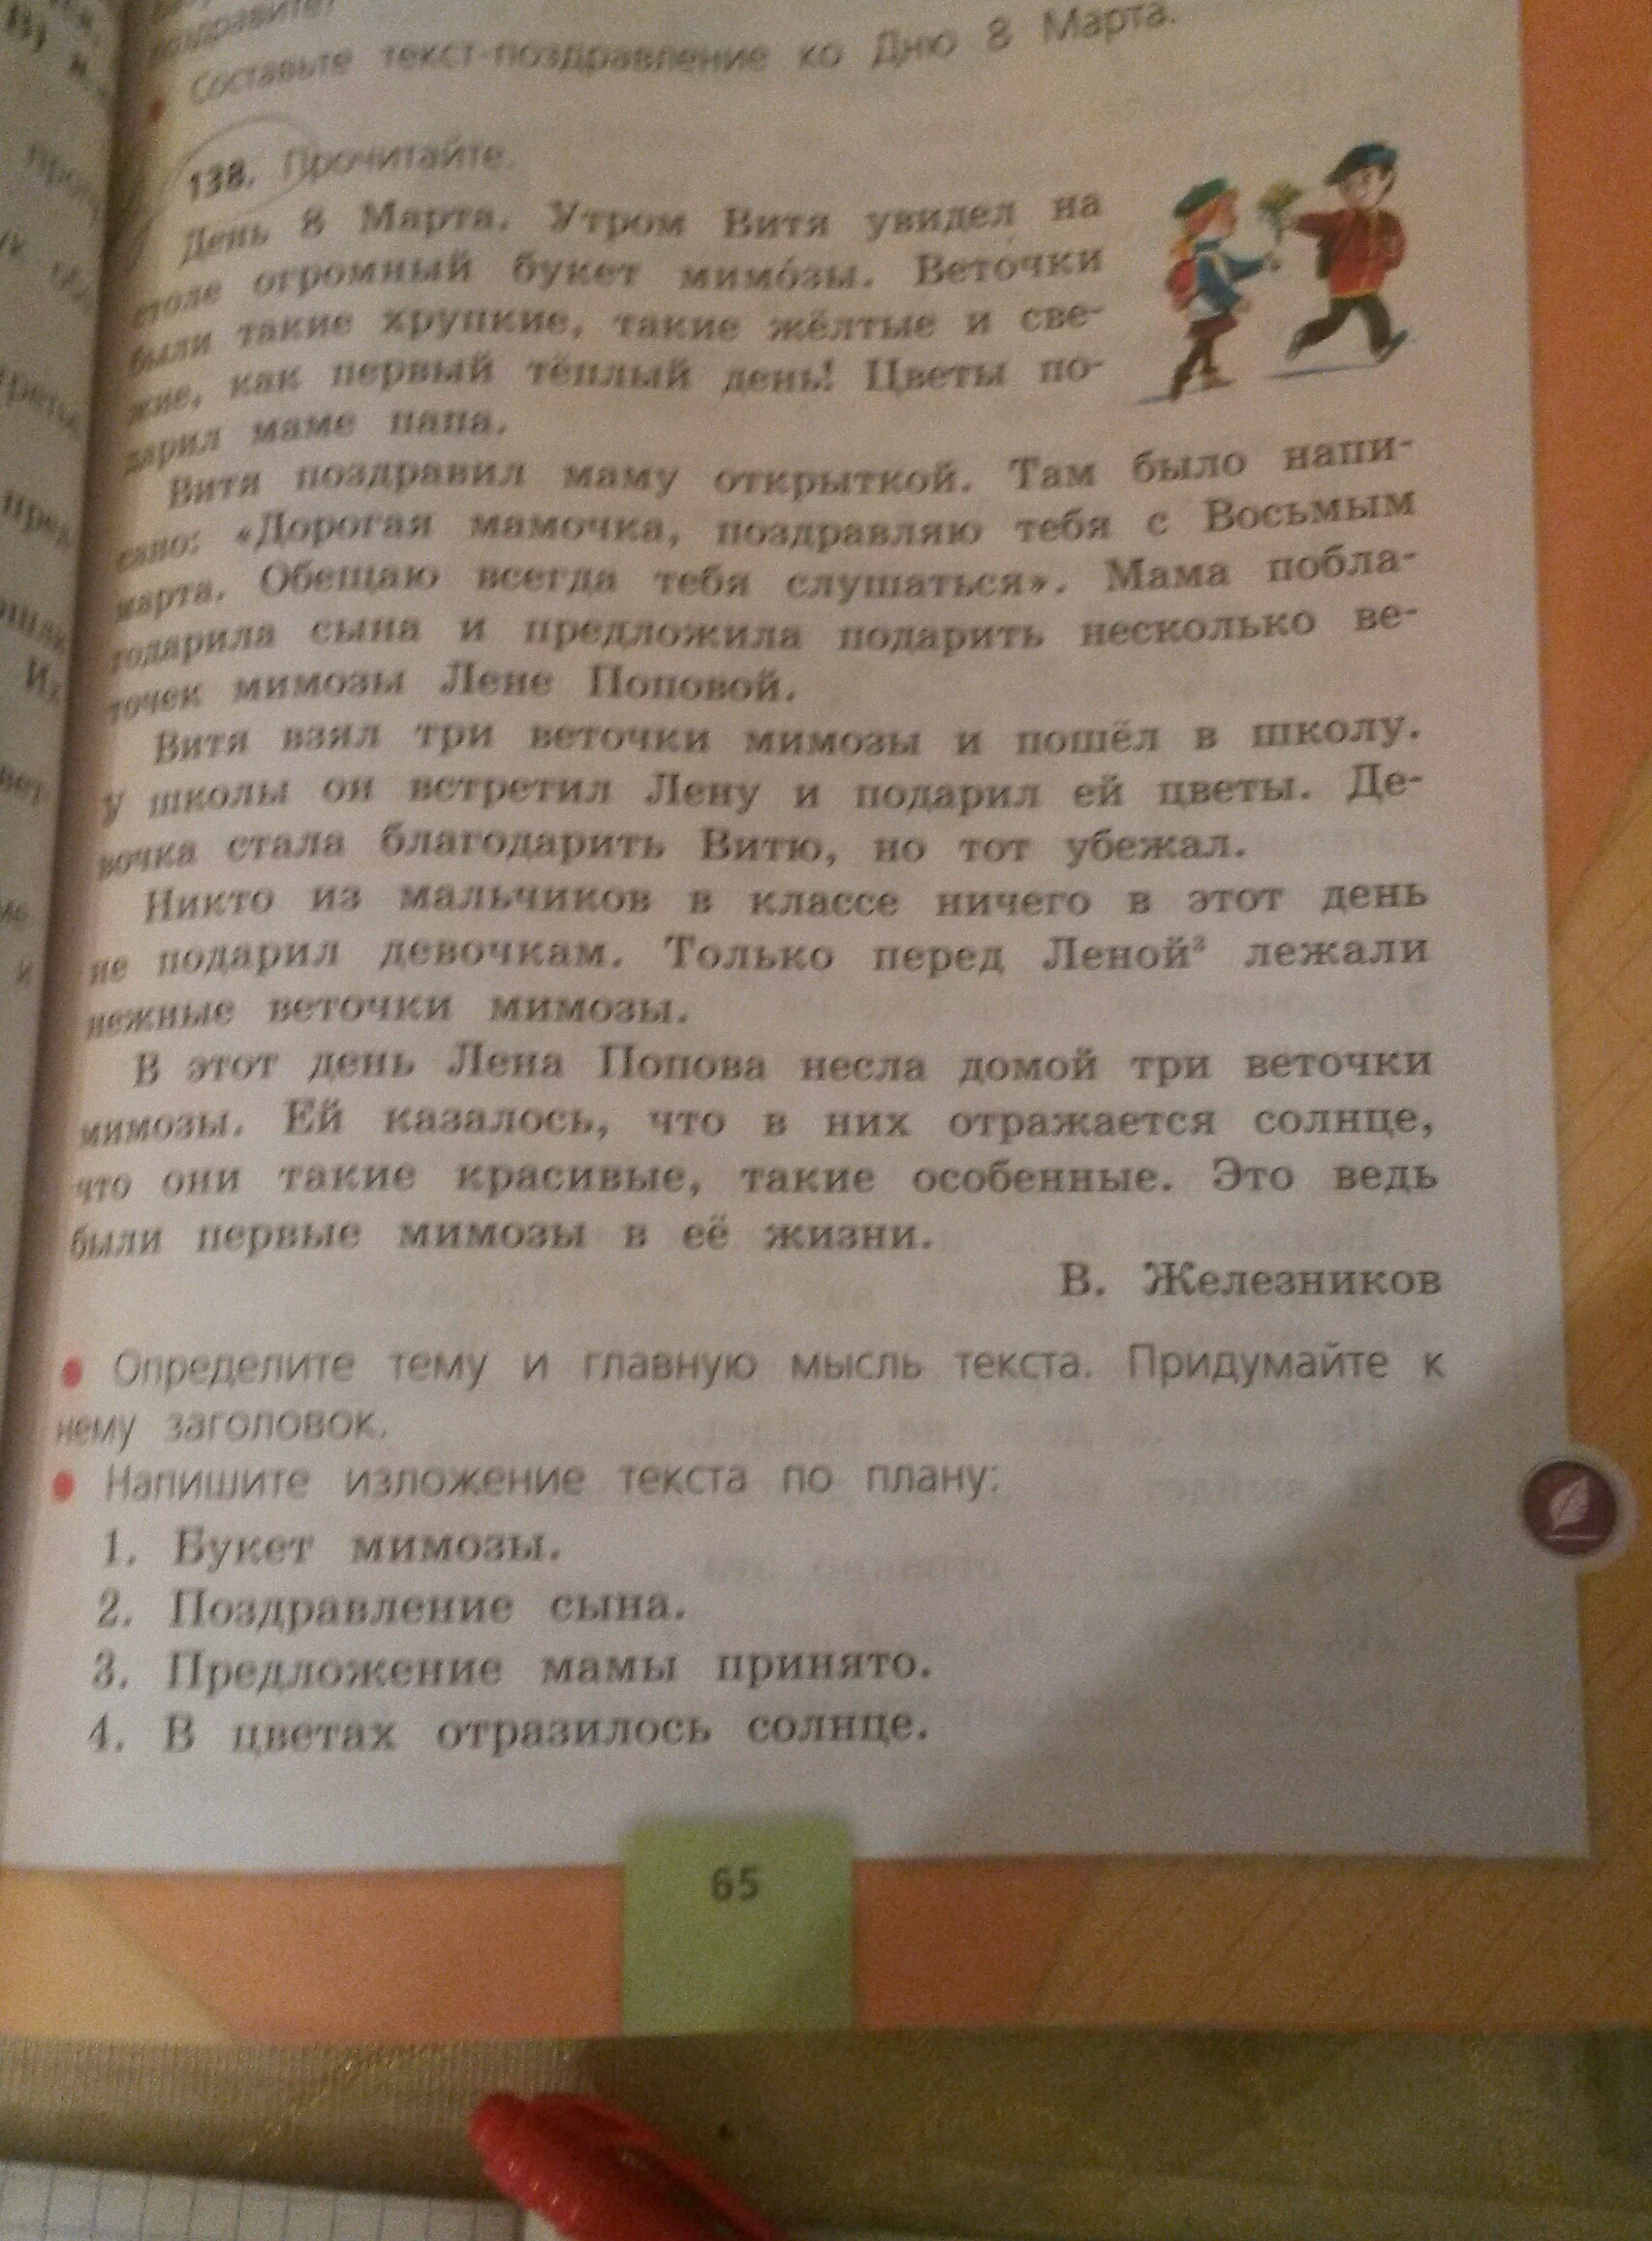 Составьте текст-поздравление ко Дню 8 Марта.
138. Прочитайте.
День 8 Марта. Утром Витя увидел на
столе огромный букет мимо́зы. Веточки
были такие хрупкие, такие жёлтые и све-
жие, как первый тёплый день! Цветы по-
дарил маме папа.
Витя поздравил маму открыткой. Там было напи-
сано: «Дорогая мамочка, поздравляю тебя с Восьмым
марта. Обещаю всегда тебя слушаться». Мама побла-
годарила сына и предложила подарить несколько ве-
точек мимозы Лене Поповой.
Витя взял три веточки мимозы и пошёл в школу.
У школы он встретил Лену и подарил ей цветы. Де-
вочка стала благодарить Витю, но тот убежал.
Никто из мальчиков в классе ничего в этот день
не подарил девочкам. Только перед Леной² лежали
нежные веточки мимозы.
В этот день Лена Попова несла домой три веточки
мимозы. Ей казалось, что в них отражается солнце,
что они такие красивые, такие особенные. Это ведь
были первые мимозы в её жизни.
В. Железников
• Определите тему и главную мысль текста. Придумайте к
нему заголовок.
• Напишите изложение текста по плану:
1. Букет мимозы.
2. Поздравление сына.
3. Предложение мамы принято.
4. В цветах отразилось солнце.
65